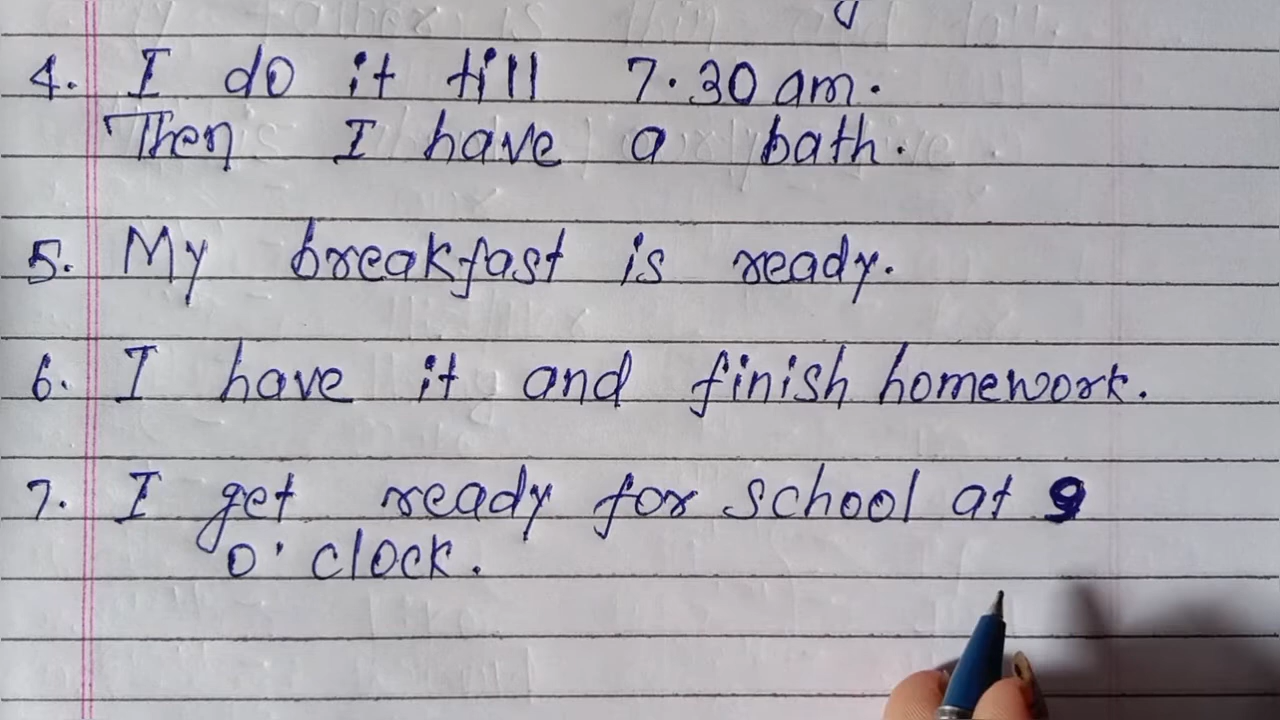 4. I do it till 7.30 am.
Then I have a bath.
5. My breakfast is ready.
6. I have it and finish homework.
7. I get ready for school at 9
o'clock.